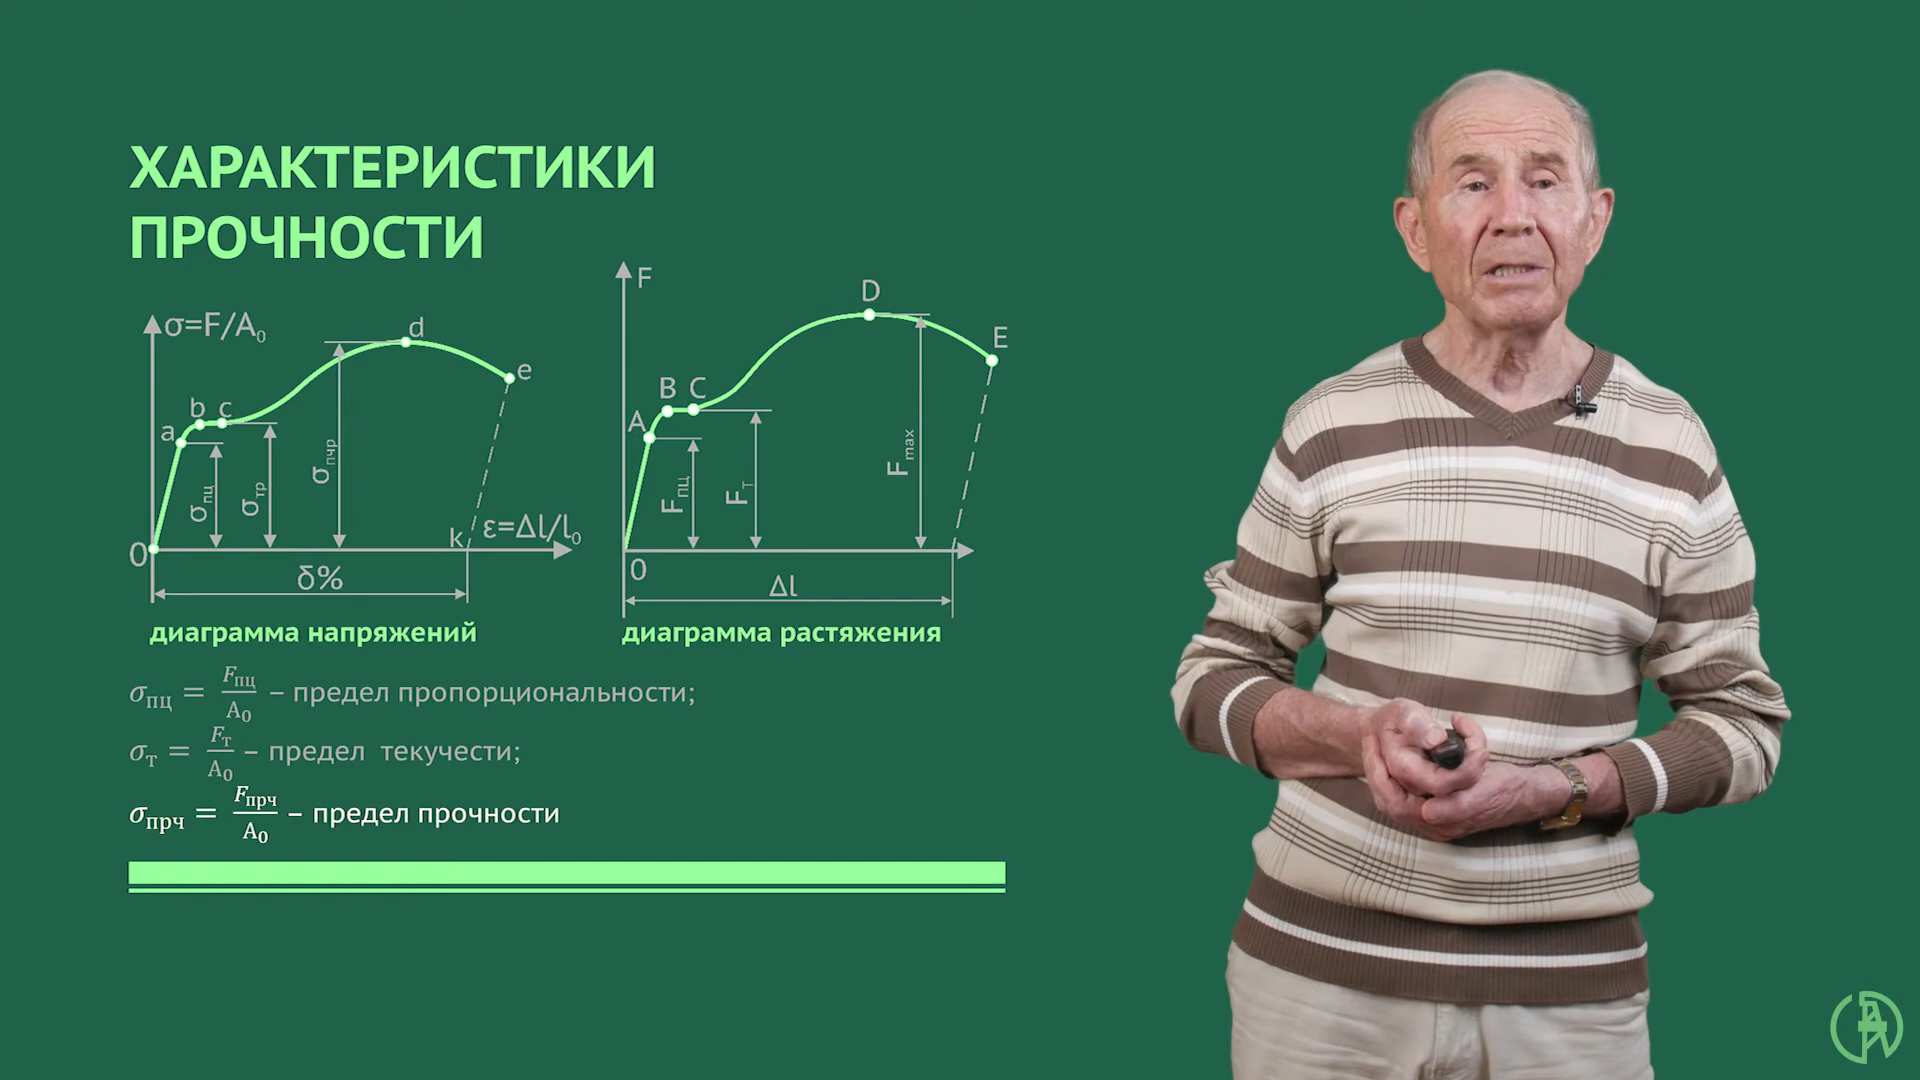 ХАРАКТЕРИСТИКИ
ПРОЧНОСТИ
σ=F/A₀
a
b
c
d
e
σпц
σтр
σпчр
0
k
ε=Δl/l₀
δ%
диаграмма напряжений
F
A
B
C
D
E
Fпц
Fт
Fmax
0
Δl
диаграмма растяжения
σпц = Fпц/A₀ – предел пропорциональности;
σт = Fт/A₀ – предел текучести;
σпрч = Fпрч/A₀ – предел прочности